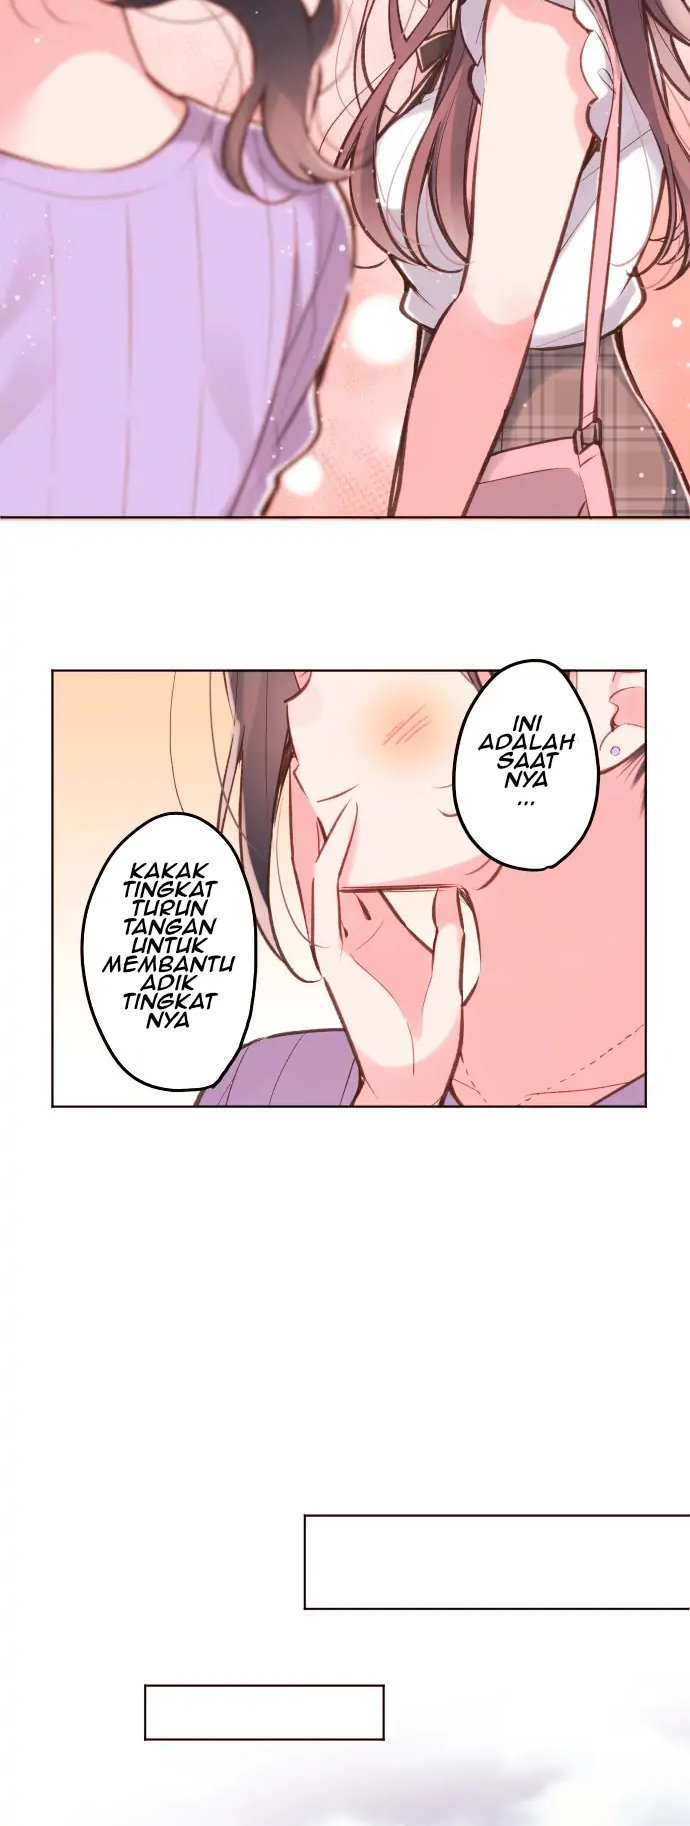 INI
ADALAH
SAAT
NYA
...
KAKAK
TINGKAT
TURUN
TANGAN
UNTUK
MEMBANTU
ADIK
TINGKAT
NYA